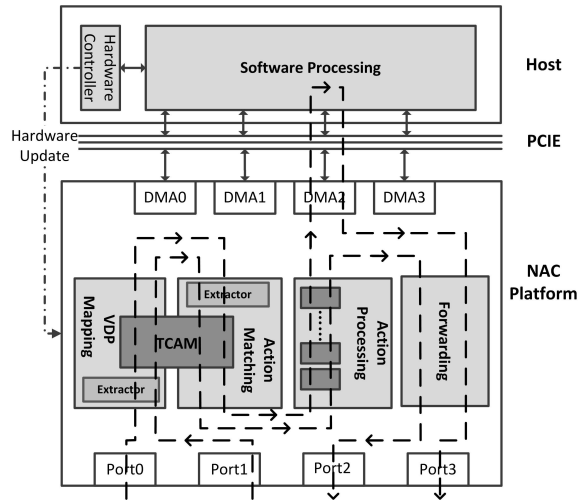 Hardware
Controller
Software Processing
Host
Hardware
Update
PCIE
DMA0
DMA1
DMA2
DMA3
NAC
Platform
VDP
Mapping
Extractor
TCAM
Extractor
Action
Matching
Action
Processing
Forwarding
Port0
Port1
Port2
Port3